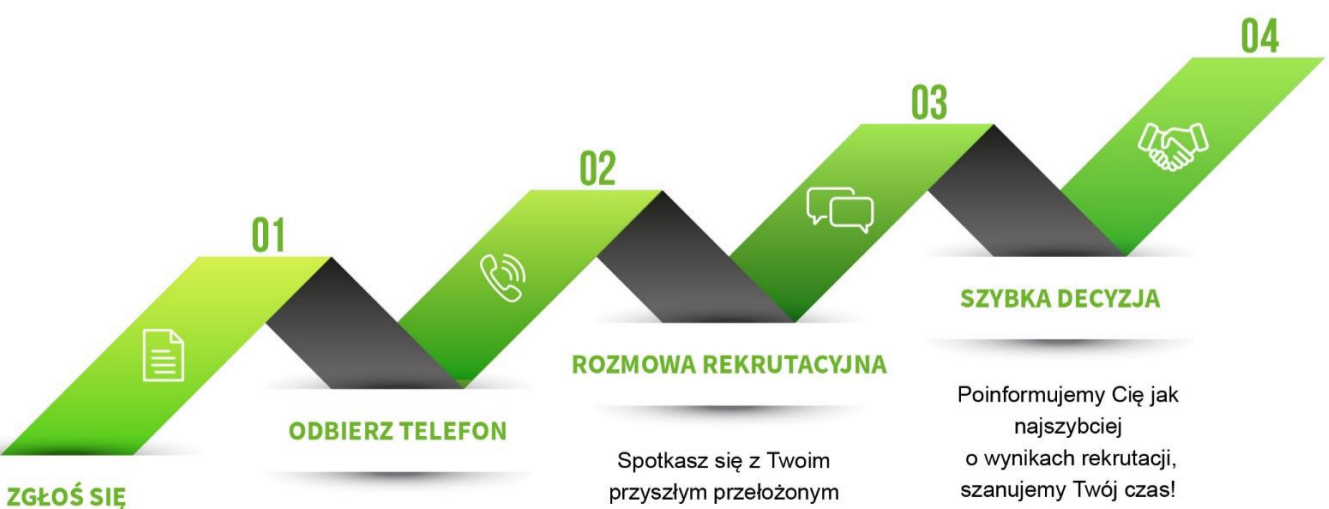 01
ZGŁOŚ SIĘ
02
ODBIERZ TELEFON
03
ROZMOWA REKRUTACYJNA
Spotkasz się z Twoim
przyszłym przełożonym
04
SZYBKA DECYZJA
Poinformujemy Cię jak
najszybciej
o wynikach rekrutacji,
szanujemy Twój czas!